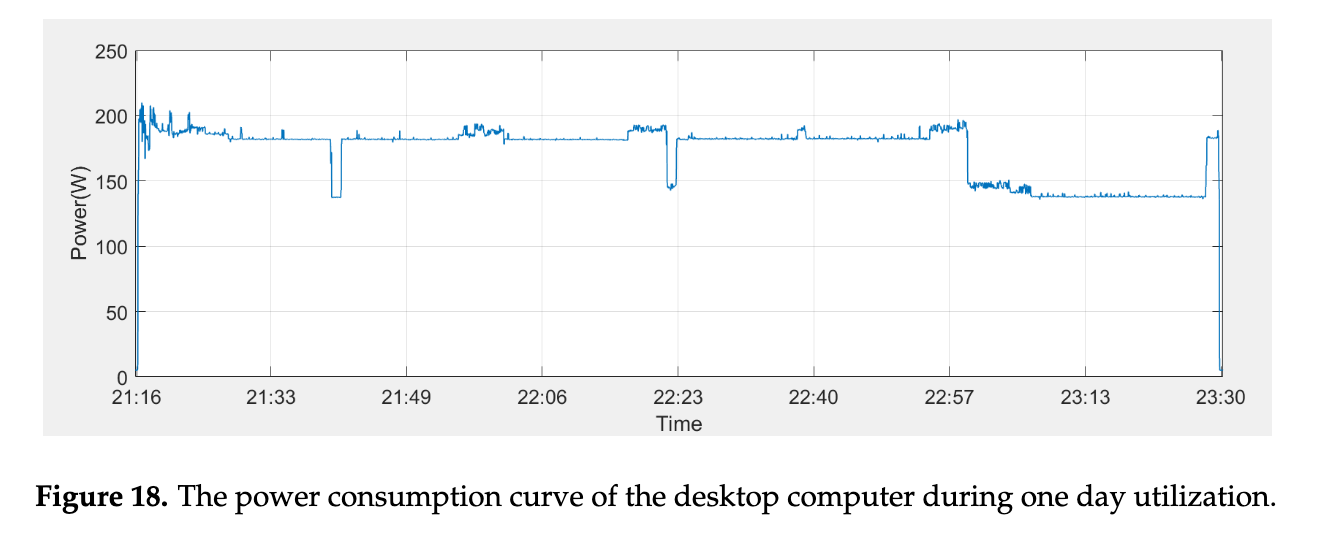 250
200
150
100
50
0
Power(W)
21:16 21:33 21:49 22:06 22:23 22:40 22:57 23:13 23:30
Time
Figure 18. The power consumption curve of the desktop computer during one day utilization.